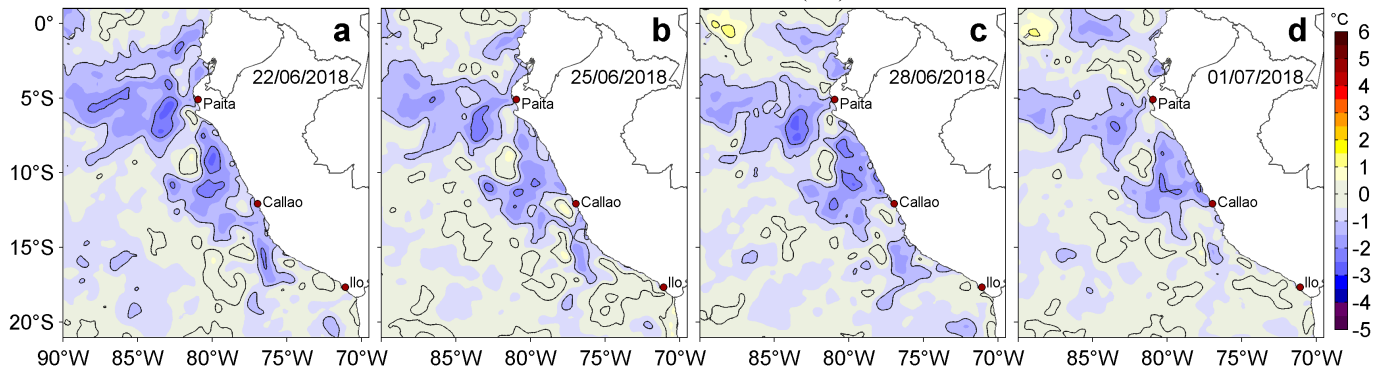 a b c d
22/06/2018 25/06/2018 28/06/2018 01/07/2018
Paita Paita Paita Paita
Callao Callao Callao Callao
Ilo Ilo Ilo Ilo
0°
5°S
10°S
15°S
20°S
90°W 85°W 80°W 75°W 70°W 85°W 80°W 75°W 70°W 85°W 80°W 75°W 70°W 85°W 80°W 75°W 70°W
°C
6
5
4
3
2
1
0
-1
-2
-3
-4
-5